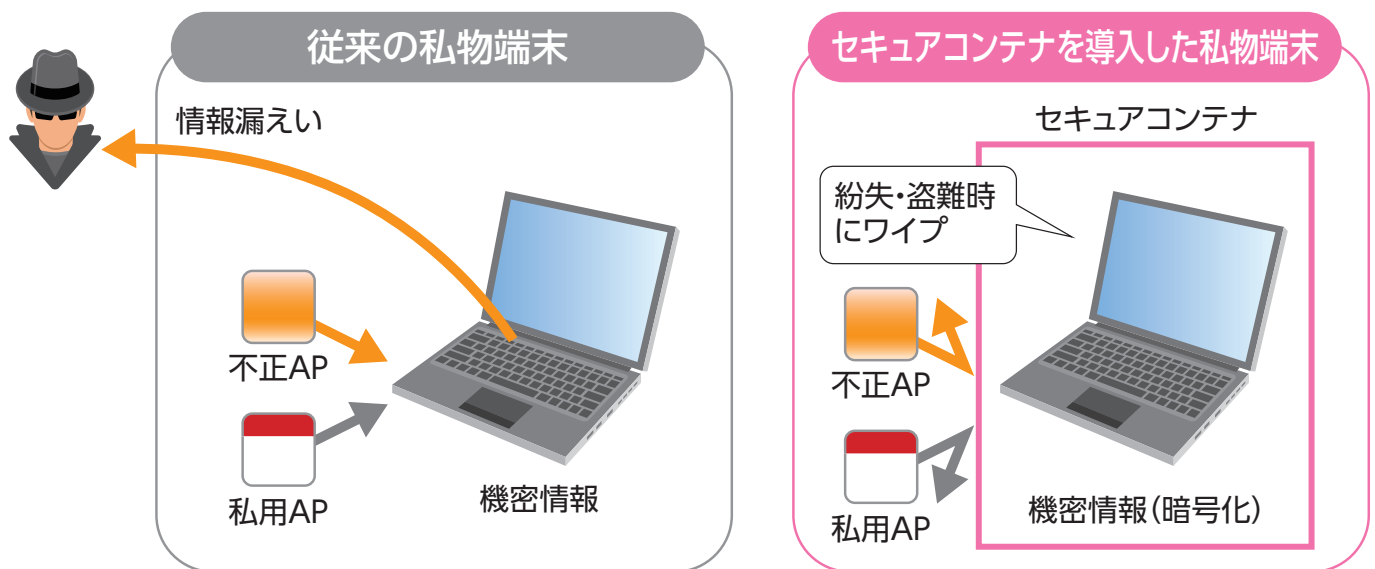 従来の私物端末
情報漏えい
不正AP
私用AP
機密情報
セキュアコンテナを導入した私物端末
セキュアコンテナ
紛失・盗難時
にワイプ
不正AP
私用AP
機密情報(暗号化)